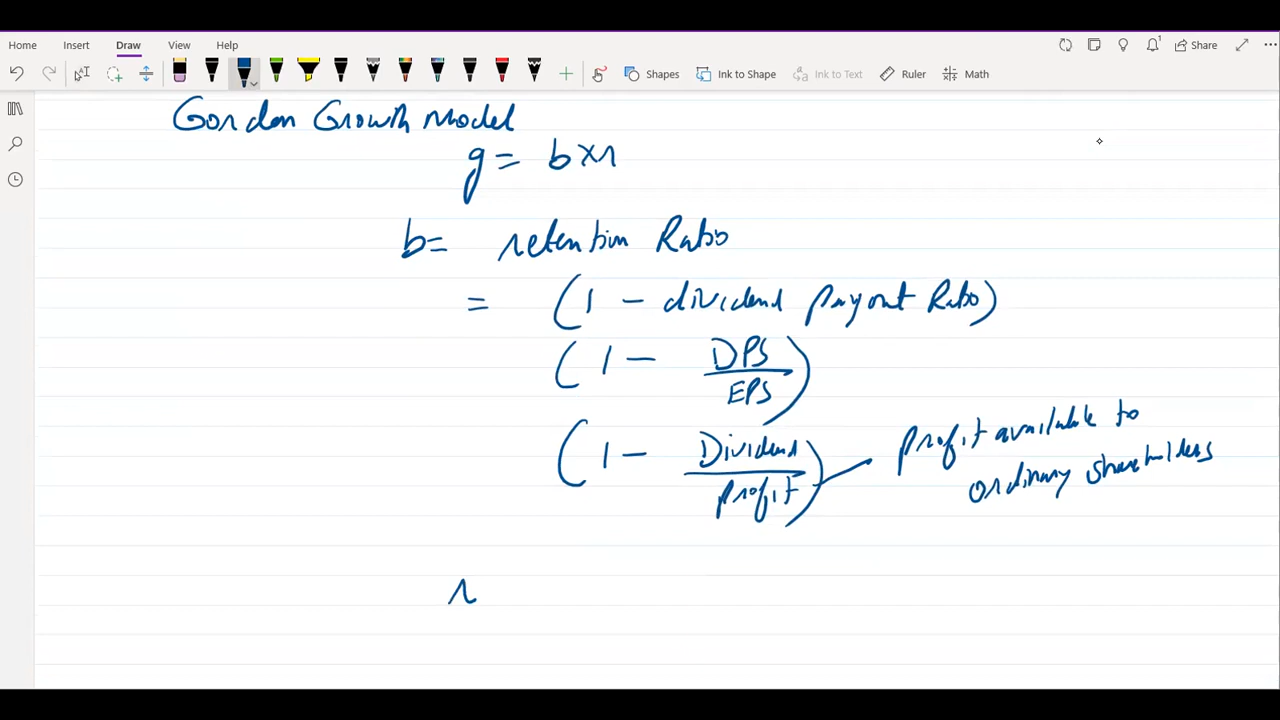 Home Insert Draw View Help
1 Share
Shapes Ink to Shape Ink to Text Ruler Math
Gordon Growth Model
g = b x r
b = retention Ratio
= (1 - dividend payout Ratio)
(1 - DPS
EPS)
(1 - Dividend
profit)
profit available to
ordinary shareholders
r